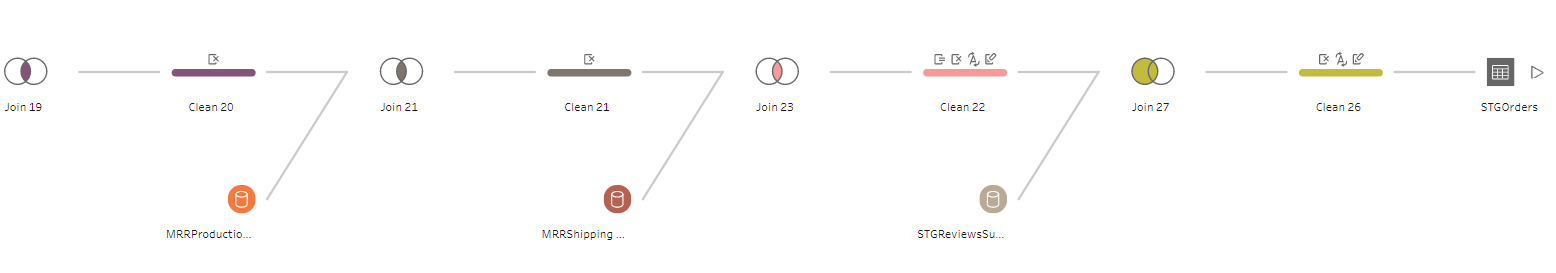 Join 19
Clean 20
Join 21
Clean 21
Join 23
Clean 22
Join 27
Clean 26
STGOrders
MRRProductio...
MRRShipping ...
STGReviewsSu...